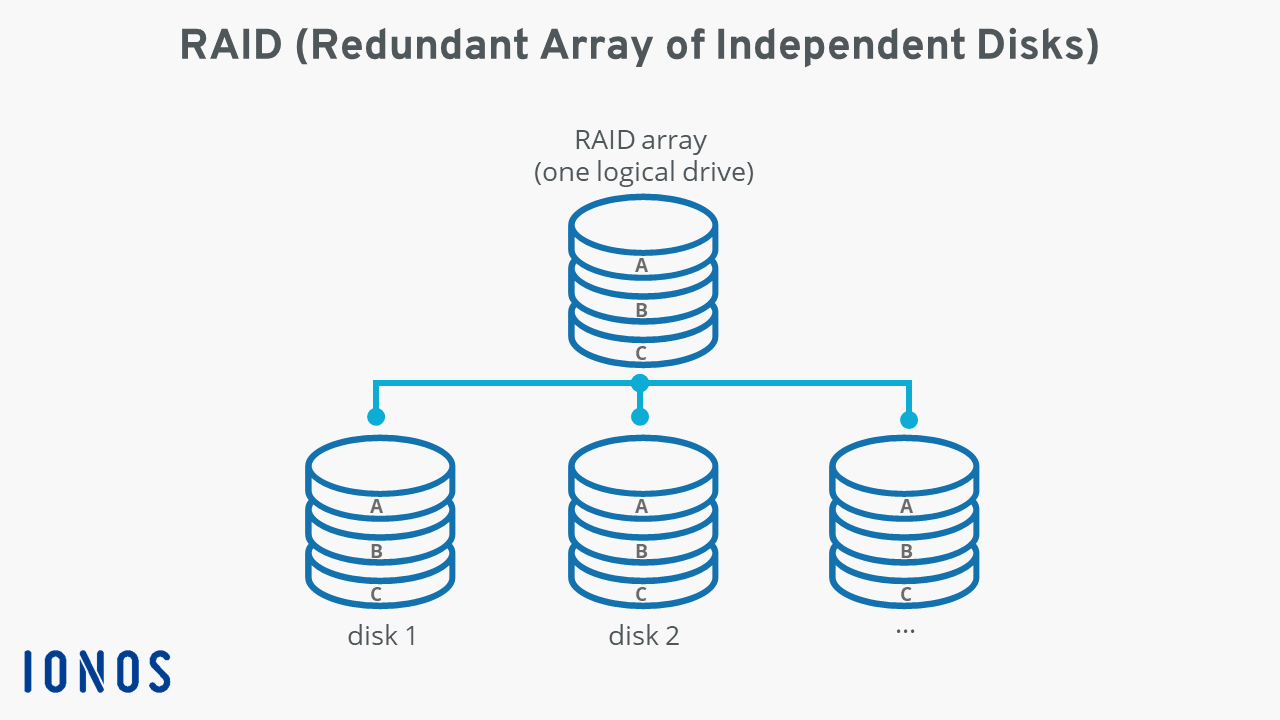 RAID (Redundant Array of Independent Disks)
RAID array
(one logical drive)
A
B
C
A
B
C
A
B
C
A
B
C
disk 1
disk 2
...
IONOS